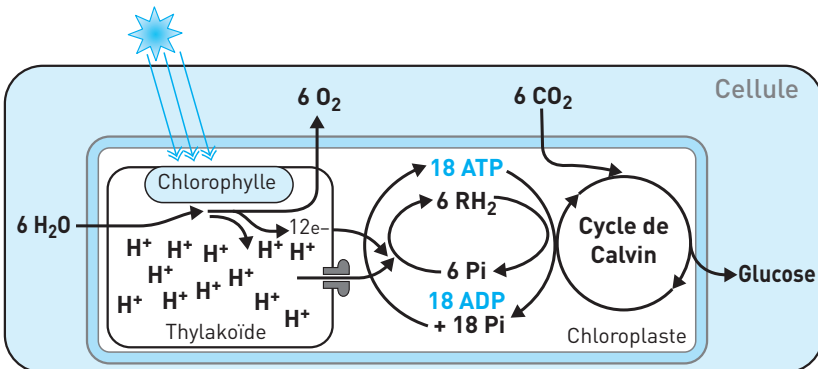 Cellule
6 O₂
6 CO₂
Chlorophylle
18 ATP
6 RH₂
6 H₂O
12e–
Cycle de
Calvin
H⁺ H⁺ H⁺ H⁺ H⁺
H⁺ H⁺
6 Pi
Glucose
H⁺ H⁺ H⁺ H⁺
H⁺
18 ADP
+ 18 Pi
Thylakoïde
Chloroplaste